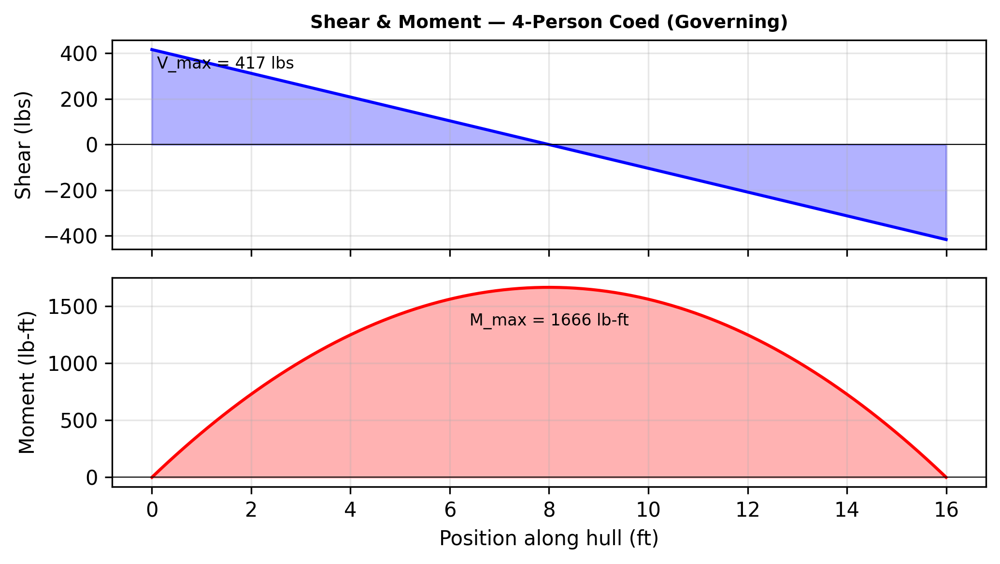 Shear & Moment — 4-Person Coed (Governing)
Shear (lbs)
400
200
0
−200
−400
V_max = 417 lbs
Moment (lb-ft)
1500
1000
500
0
M_max = 1666 lb-ft
0 2 4 6 8 10 12 14 16
Position along hull (ft)